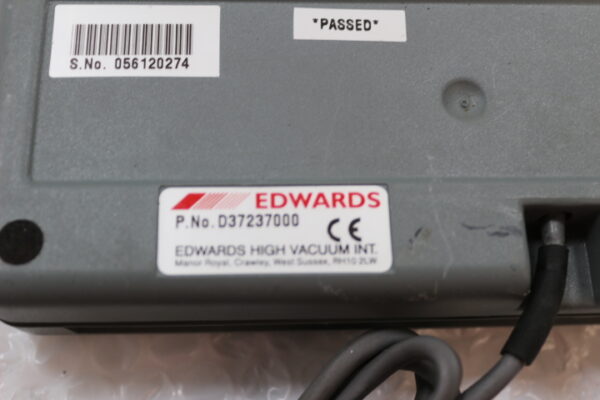 S.No. 056120274
*PASSED*
EDWARDS
P.No. D37237000
CE
EDWARDS HIGH VACUUM INT.
Manor Royal, Crawley, West Sussex, RH10 2LW